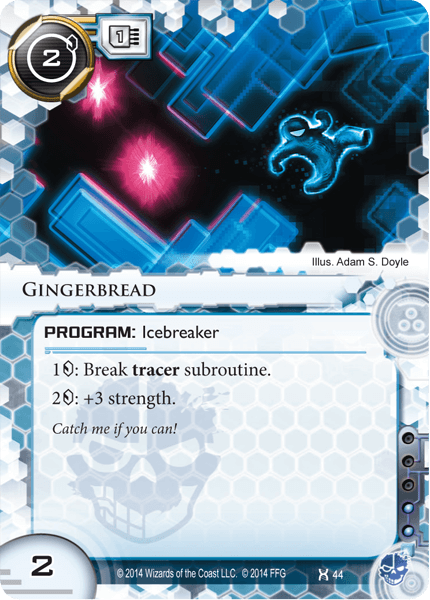 2
1
Illus. Adam S. Doyle
GINGERBREAD
PROGRAM: Icebreaker
1: Break tracer subroutine.
2: +3 strength.
Catch me if you can!
2
© 2014 Wizards of the Coast LLC. © 2014 FFG
44